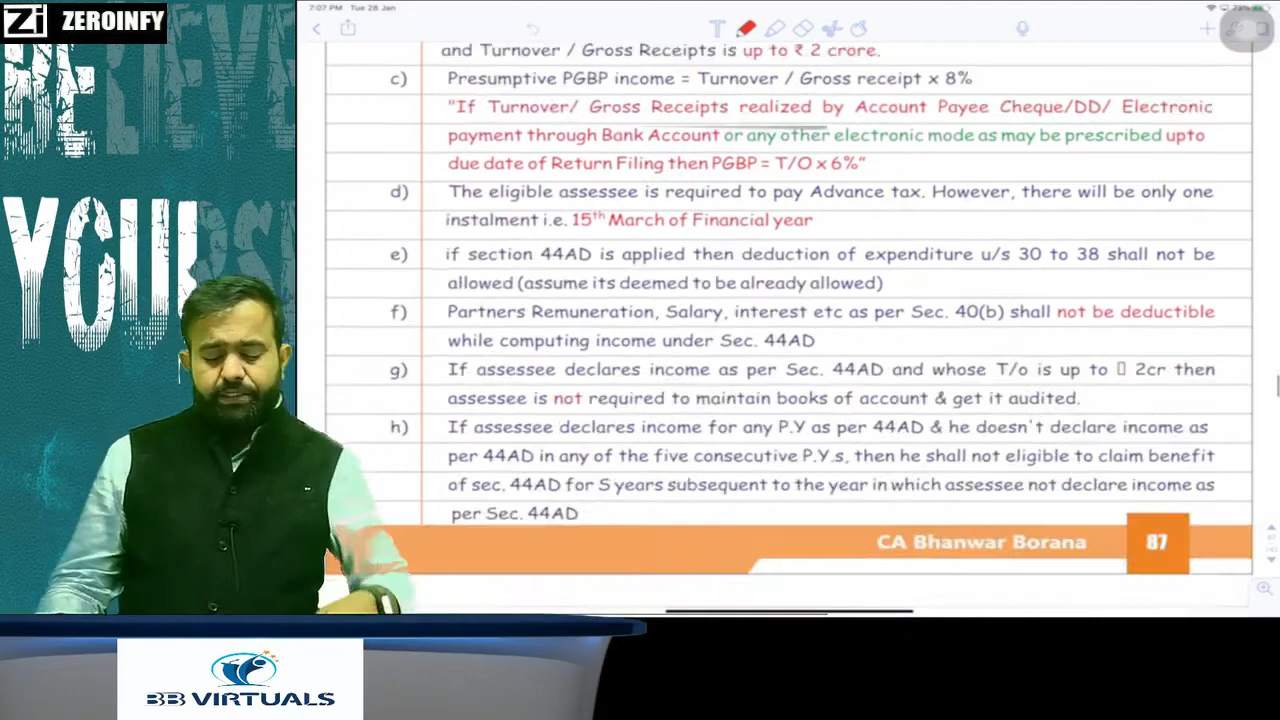 Zi ZEROINFY
7:07 PM Tue 28 Jan
BELIEVE
YOURSELF
and Turnover / Gross Receipts is up to ₹ 2 crore.
c) Presumptive PGBP income = Turnover / Gross receipt x 8%
"If Turnover/ Gross Receipts realized by Account Payee Cheque/DD/ Electronic
payment through Bank Account or any other electronic mode as may be prescribed upto
due date of Return Filing then PGBP = T/O x 6%"
d) The eligible assessee is required to pay Advance tax. However, there will be only one
instalment i.e. 15th March of Financial year
e) if section 44AD is applied then deduction of expenditure u/s 30 to 38 shall not be
allowed (assume its deemed to be already allowed)
f) Partners Remuneration, Salary, interest etc as per Sec. 40(b) shall not be deductible
while computing income under Sec. 44AD
g) If assessee declares income as per Sec. 44AD and whose T/o is up to 2cr then
assessee is not required to maintain books of account & get it audited.
h) If assessee declares income for any P.Y as per 44AD & he doesn't declare income as
per 44AD in any of the five consecutive P.Y.s, then he shall not eligible to claim benefit
of sec. 44AD for 5 years subsequent to the year in which assessee not declare income as
per Sec. 44AD
CA Bhanwar Borana 87
BB VIRTUALS